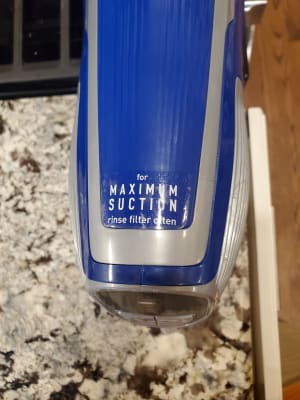 for
MAXIMUM
SUCTION
rinse filter often